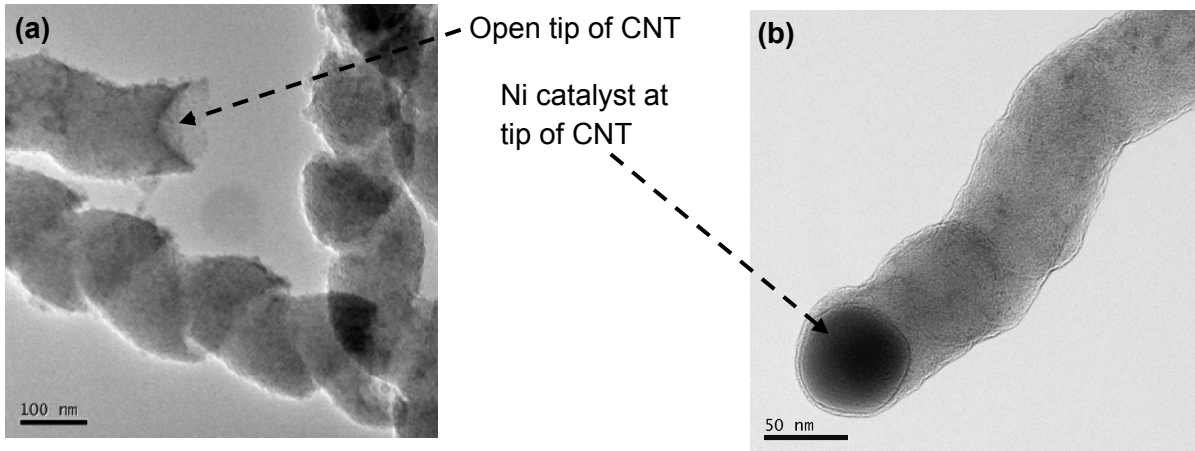 (a)
Open tip of CNT
Ni catalyst at
tip of CNT
(b)
100 nm
50 nm